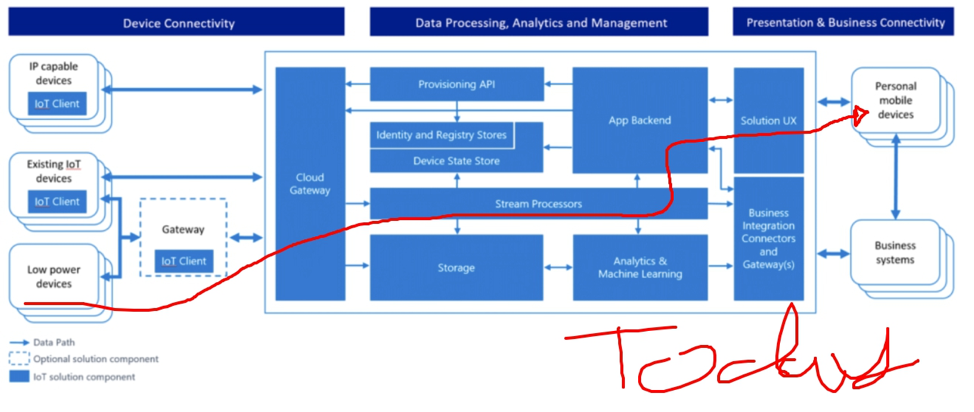 Device Connectivity
Data Processing, Analytics and Management
Presentation & Business Connectivity
IP capable
devices
IoT Client
Existing IoT
devices
IoT Client
Gateway
IoT Client
Low power
devices
Cloud
Gateway
Provisioning API
Identity and Registry Stores
Device State Store
Stream Processors
Storage
App Backend
Analytics &
Machine Learning
Solution UX
Business
Integration
Connectors
and
Gateway(s)
Personal
mobile
devices
Business
systems
Data Path
Optional solution component
IoT solution component